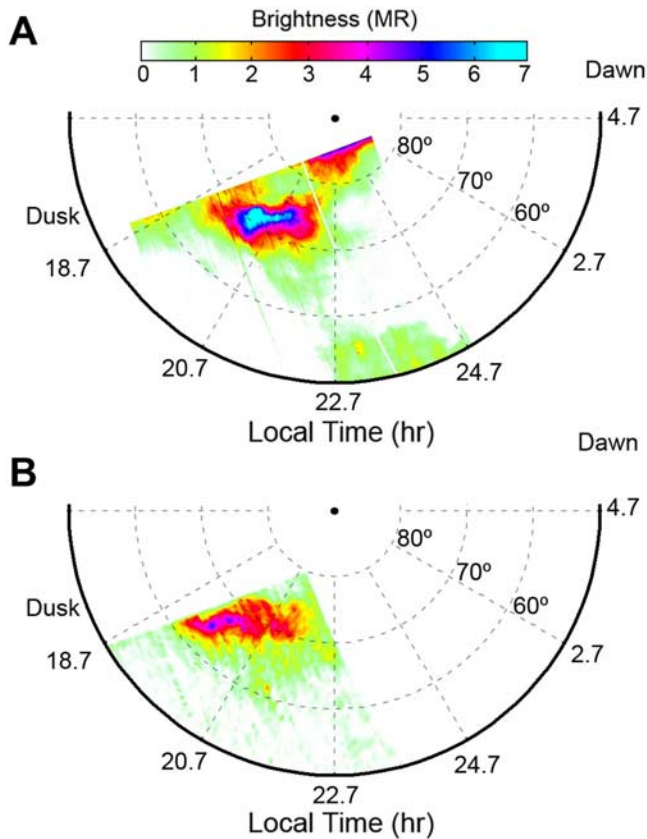 A
Brightness (MR)
0 1 2 3 4 5 6 7
Dawn
4.7
80º
70º
60º
Dusk
18.7
2.7
20.7
24.7
22.7
Local Time (hr)
Dawn
B
4.7
80º
70º
60º
Dusk
18.7
2.7
20.7
24.7
22.7
Local Time (hr)